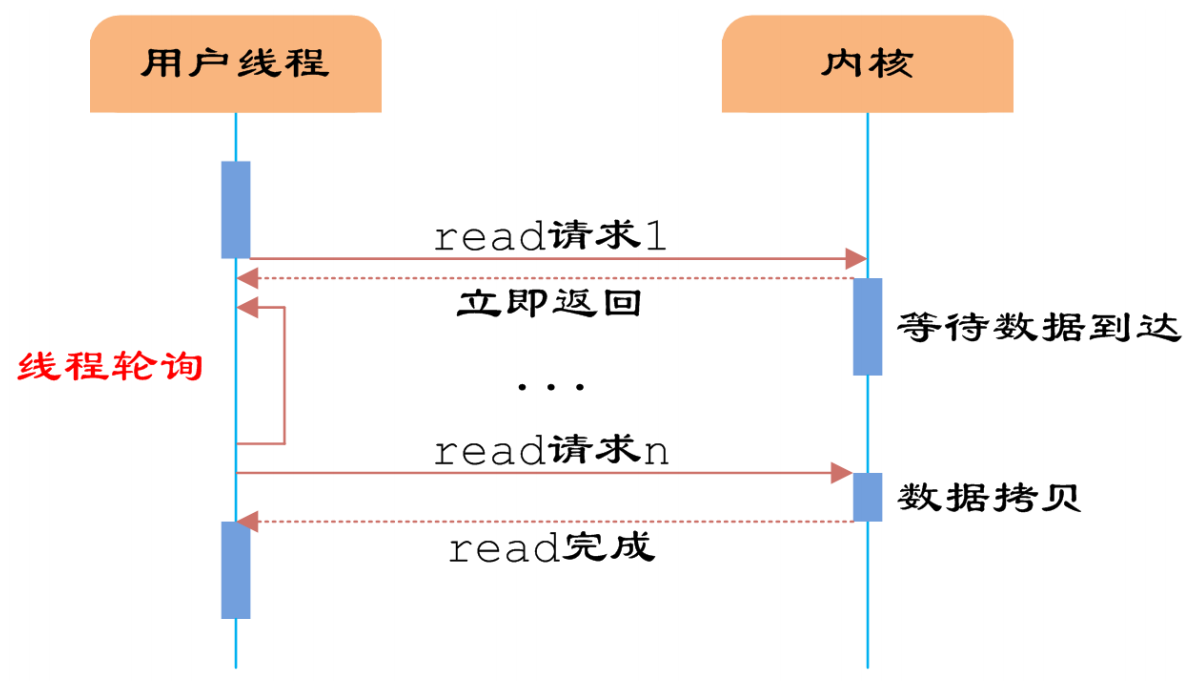 用户线程
内核
read请求1
立即返回
等待数据到达
线程轮询
...
read请求n
数据拷贝
read完成